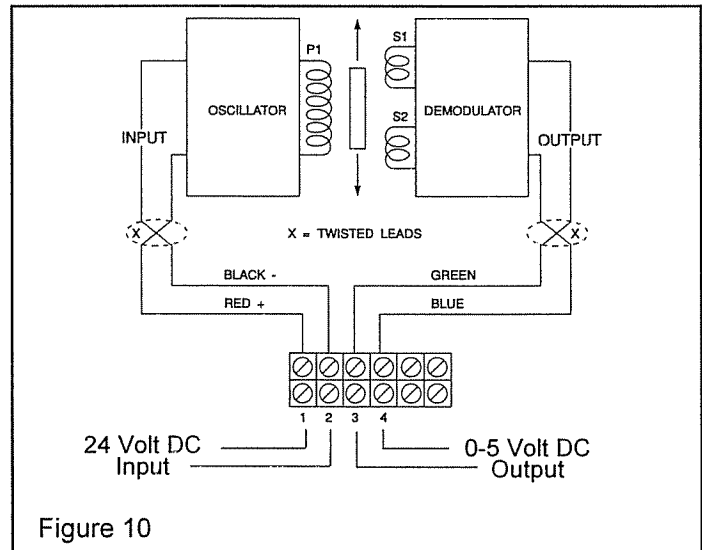 P1
S1
OSCILLATOR
S2
DEMODULATOR
INPUT
OUTPUT
X
X = TWISTED LEADS
X
BLACK -
GREEN
RED +
BLUE
1 2 3 4
24 Volt DC
Input
0-5 Volt DC
Output
Figure 10